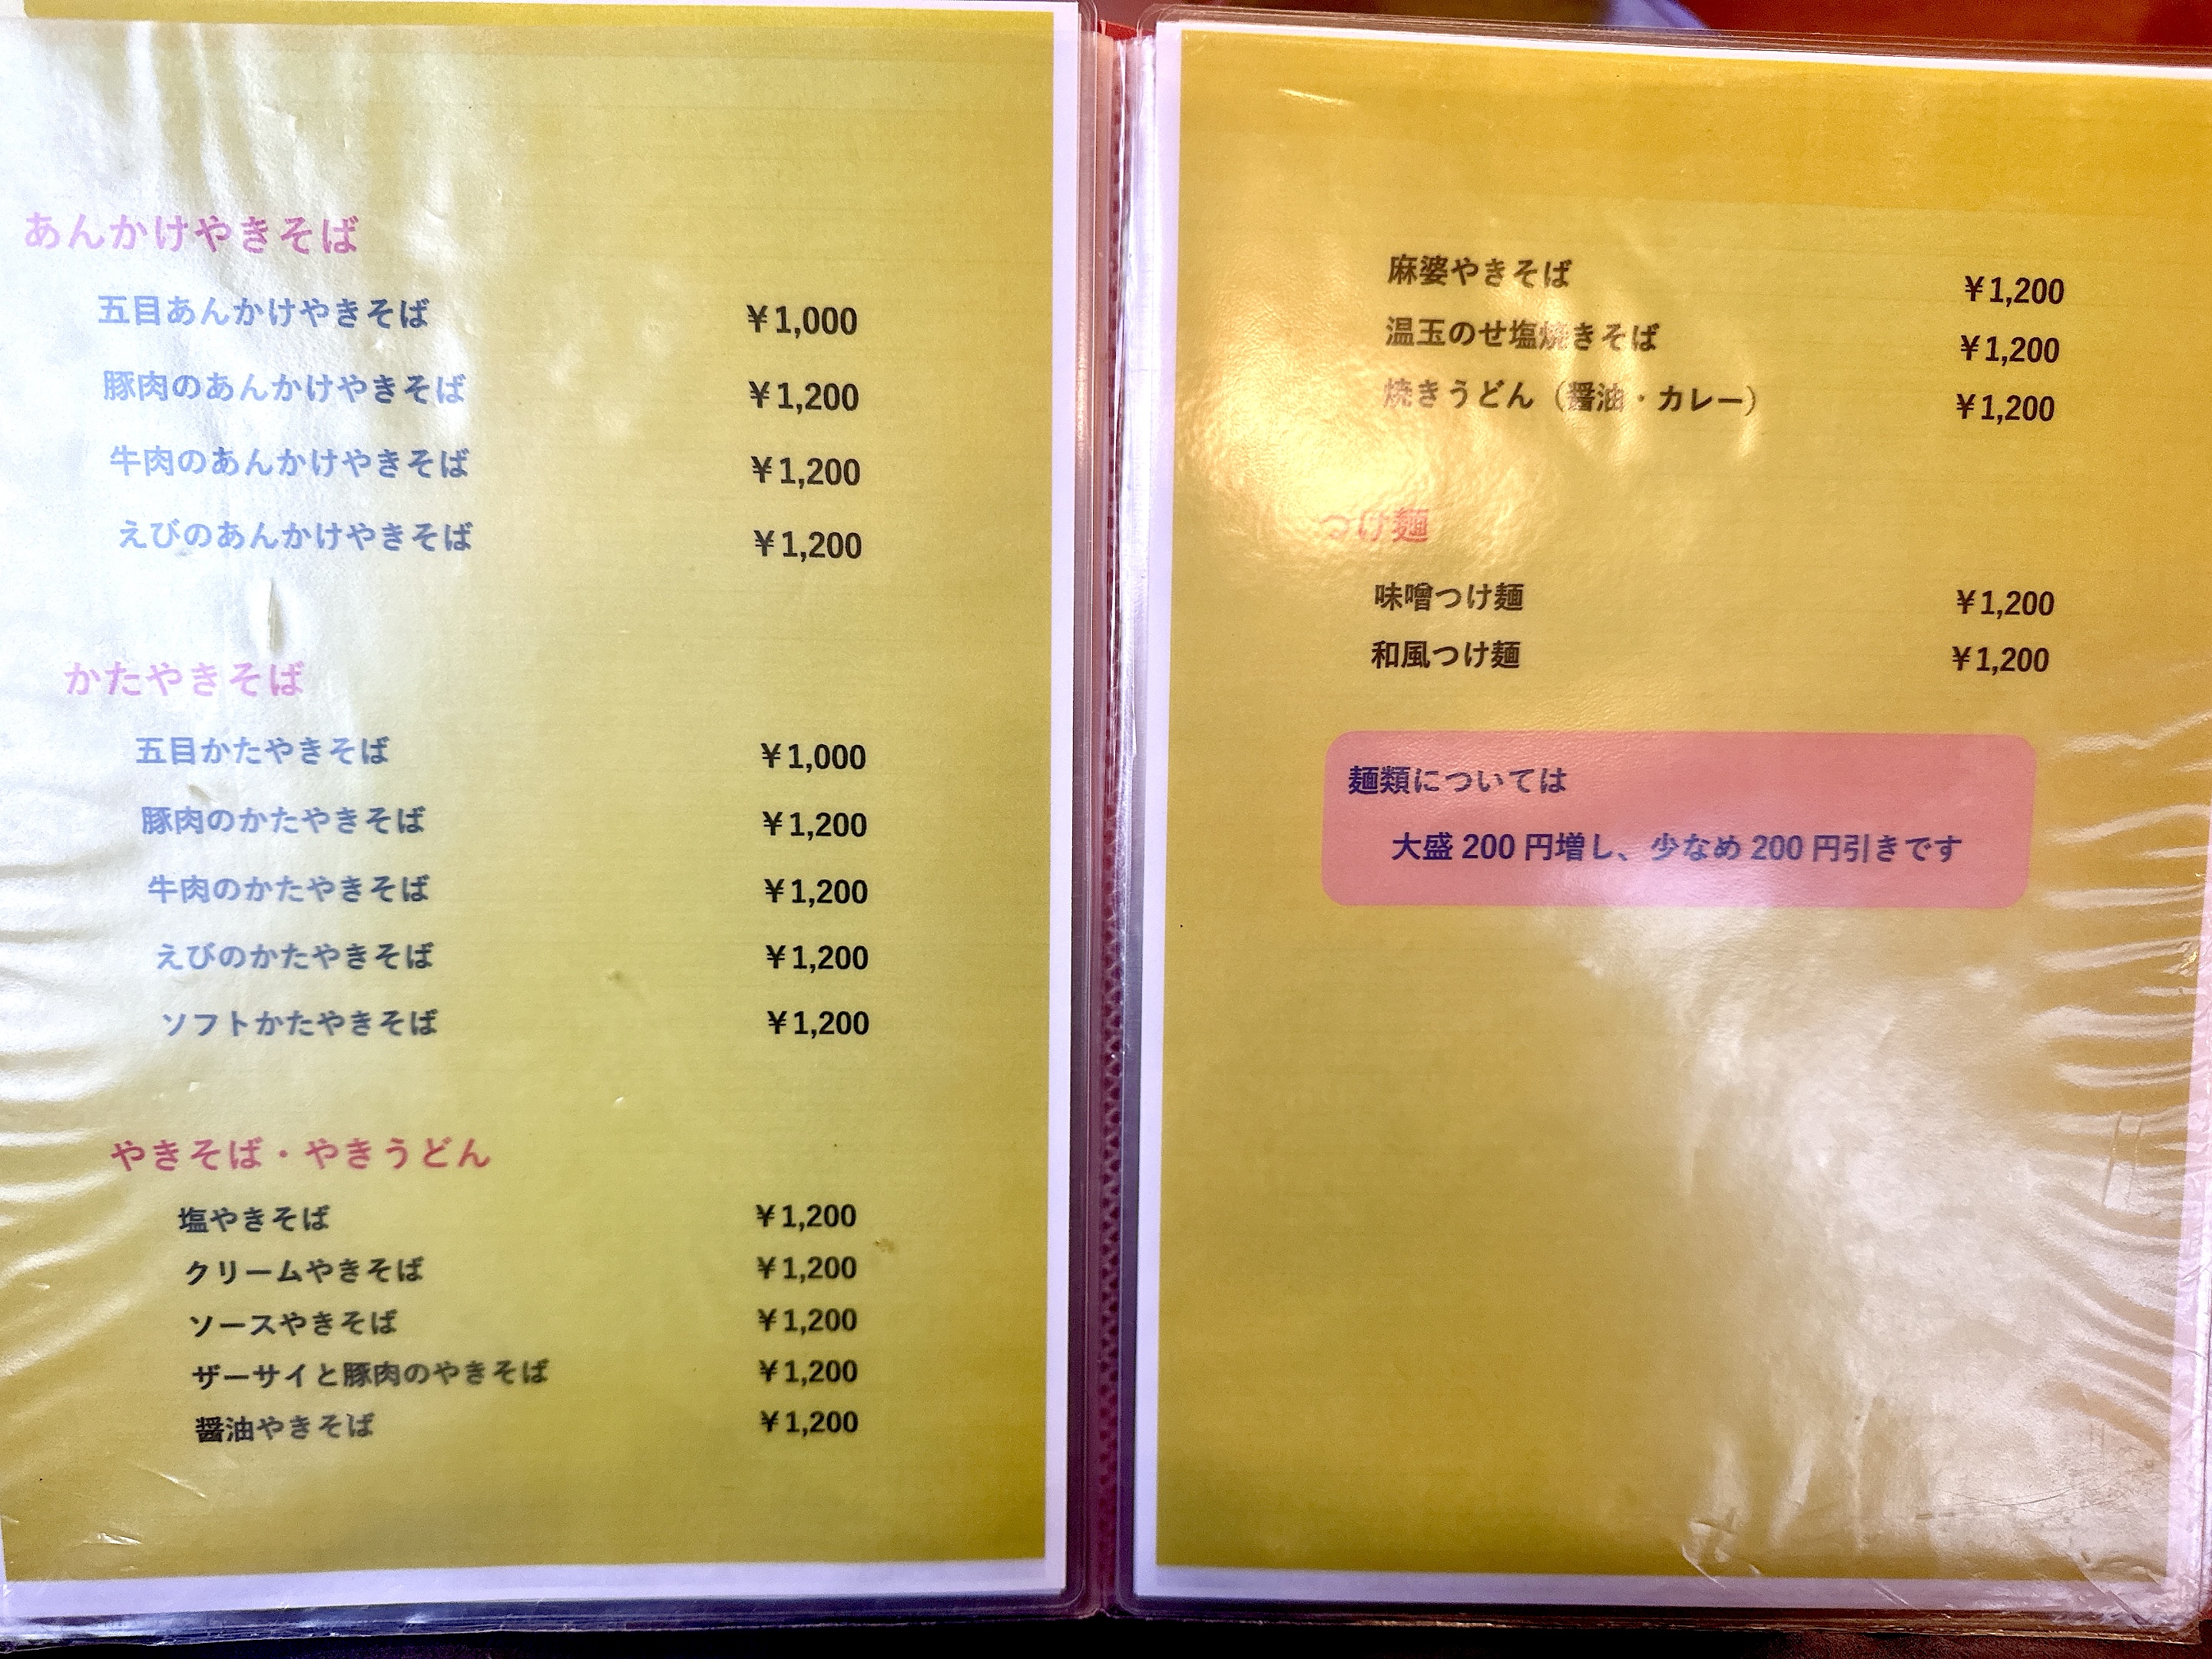 あんかけやきそば
五目あんかけやきそば ¥1,000
豚肉のあんかけやきそば ¥1,200
牛肉のあんかけやきそば ¥1,200
えびのあんかけやきそば ¥1,200
かたやきそば
五目かたやきそば ¥1,000
豚肉のかたやきそば ¥1,200
牛肉のかたやきそば ¥1,200
えびのかたやきそば ¥1,200
ソフトかたやきそば ¥1,200
やきそば・やきうどん
塩やきそば ¥1,200
クリームやきそば ¥1,200
ソースやきそば ¥1,200
ザーサイと豚肉のやきそば ¥1,200
醤油やきそば ¥1,200
麻婆やきそば ¥1,200
温玉のせ塩焼きそば ¥1,200
焼きうどん（醤油・カレー） ¥1,200
つけ麺
味噌つけ麺 ¥1,200
和風つけ麺 ¥1,200
麺類については
大盛 200 円増し、少なめ 200 円引きです